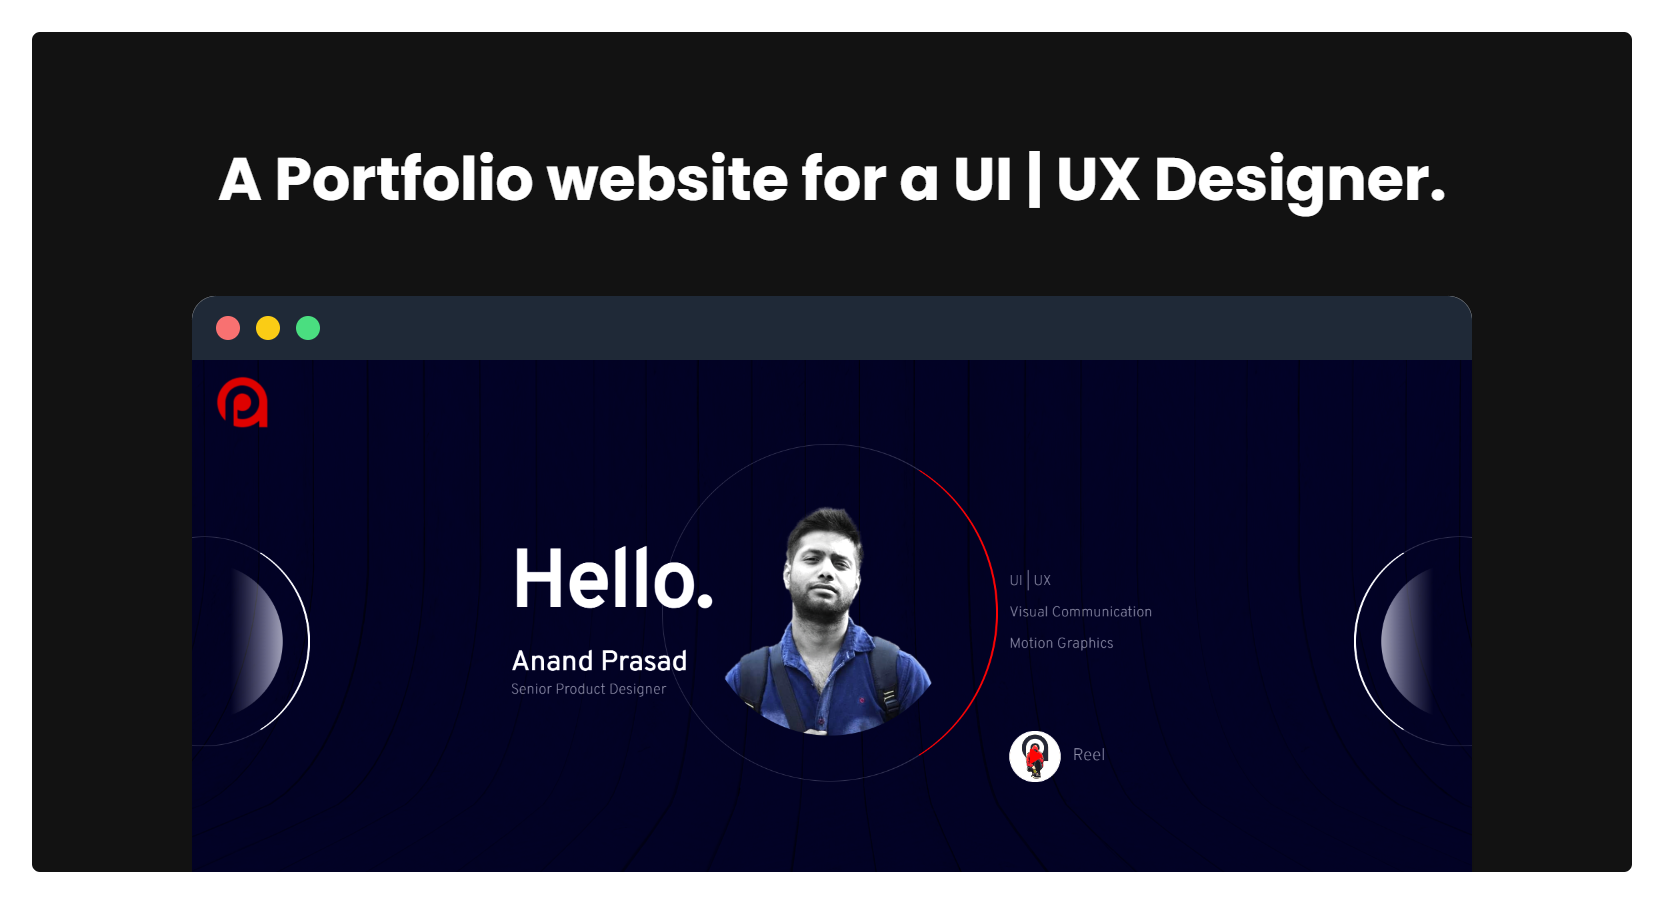 A Portfolio website for a UI | UX Designer.
Hello.
Anand Prasad
Senior Product Designer
UI | UX
Visual Communication
Motion Graphics
Reel